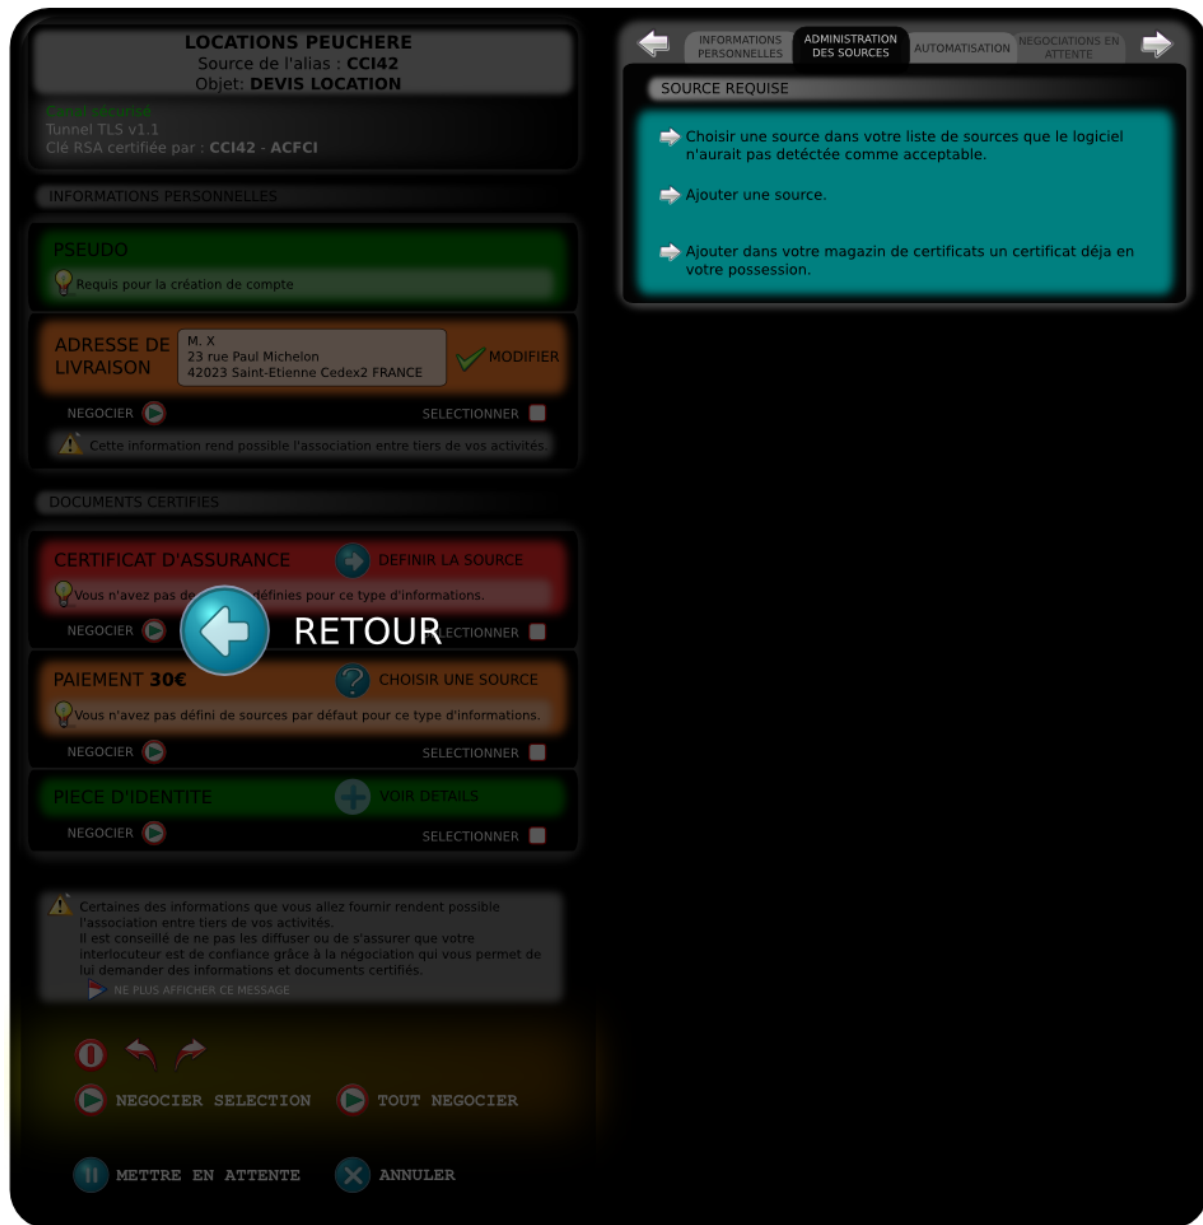 LOCATIONS PEUCHERE
Source de l'alias : CCI42
Objet: DEVIS LOCATION
Canal sécurisé
Tunnel TLS v1.1
Clé RSA certifiée par : CCI42 - ACFCI
INFORMATIONS PERSONNELLES
PSEUDO
Requis pour la création de compte
ADRESSE DE
LIVRAISON
M. X
23 rue Paul Michelon
42023 Saint-Etienne Cedex2 FRANCE
MODIFIER
NEGOCIER
SELECTIONNER
Cette information rend possible l'association entre tiers de vos activités.
DOCUMENTS CERTIFIES
CERTIFICAT D'ASSURANCE
DEFINIR LA SOURCE
Vous n'avez pas de définies pour ce type d'informations.
NEGOCIER
RETOUR
ELECTIONNER
PAIEMENT 30€
CHOISIR UNE SOURCE
Vous n'avez pas défini de sources par défaut pour ce type d'informations.
NEGOCIER
SELECTIONNER
PIECE D'IDENTITE
VOIR DETAILS
NEGOCIER
SELECTIONNER
Certaines des informations que vous allez fournir rendent possible
l'association entre tiers de vos activités.
Il est conseillé de ne pas les diffuser ou de s'assurer que votre
interlocuteur est de confiance grâce à la négociation qui vous permet de
lui demander des informations et documents certifiés.
NE PLUS AFFICHER CE MESSAGE
NEGOCIER SELECTION
TOUT NEGOCIER
METTRE EN ATTENTE
ANNULER
INFORMATIONS
PERSONNELLES
ADMINISTRATION
DES SOURCES
AUTOMATISATION
NEGOCIATIONS EN
ATTENTE
SOURCE REQUISE
Choisir une source dans votre liste de sources que le logiciel
n'aurait pas detéctée comme acceptable.
Ajouter une source.
Ajouter dans votre magazin de certificats un certificat déja en
votre possession.